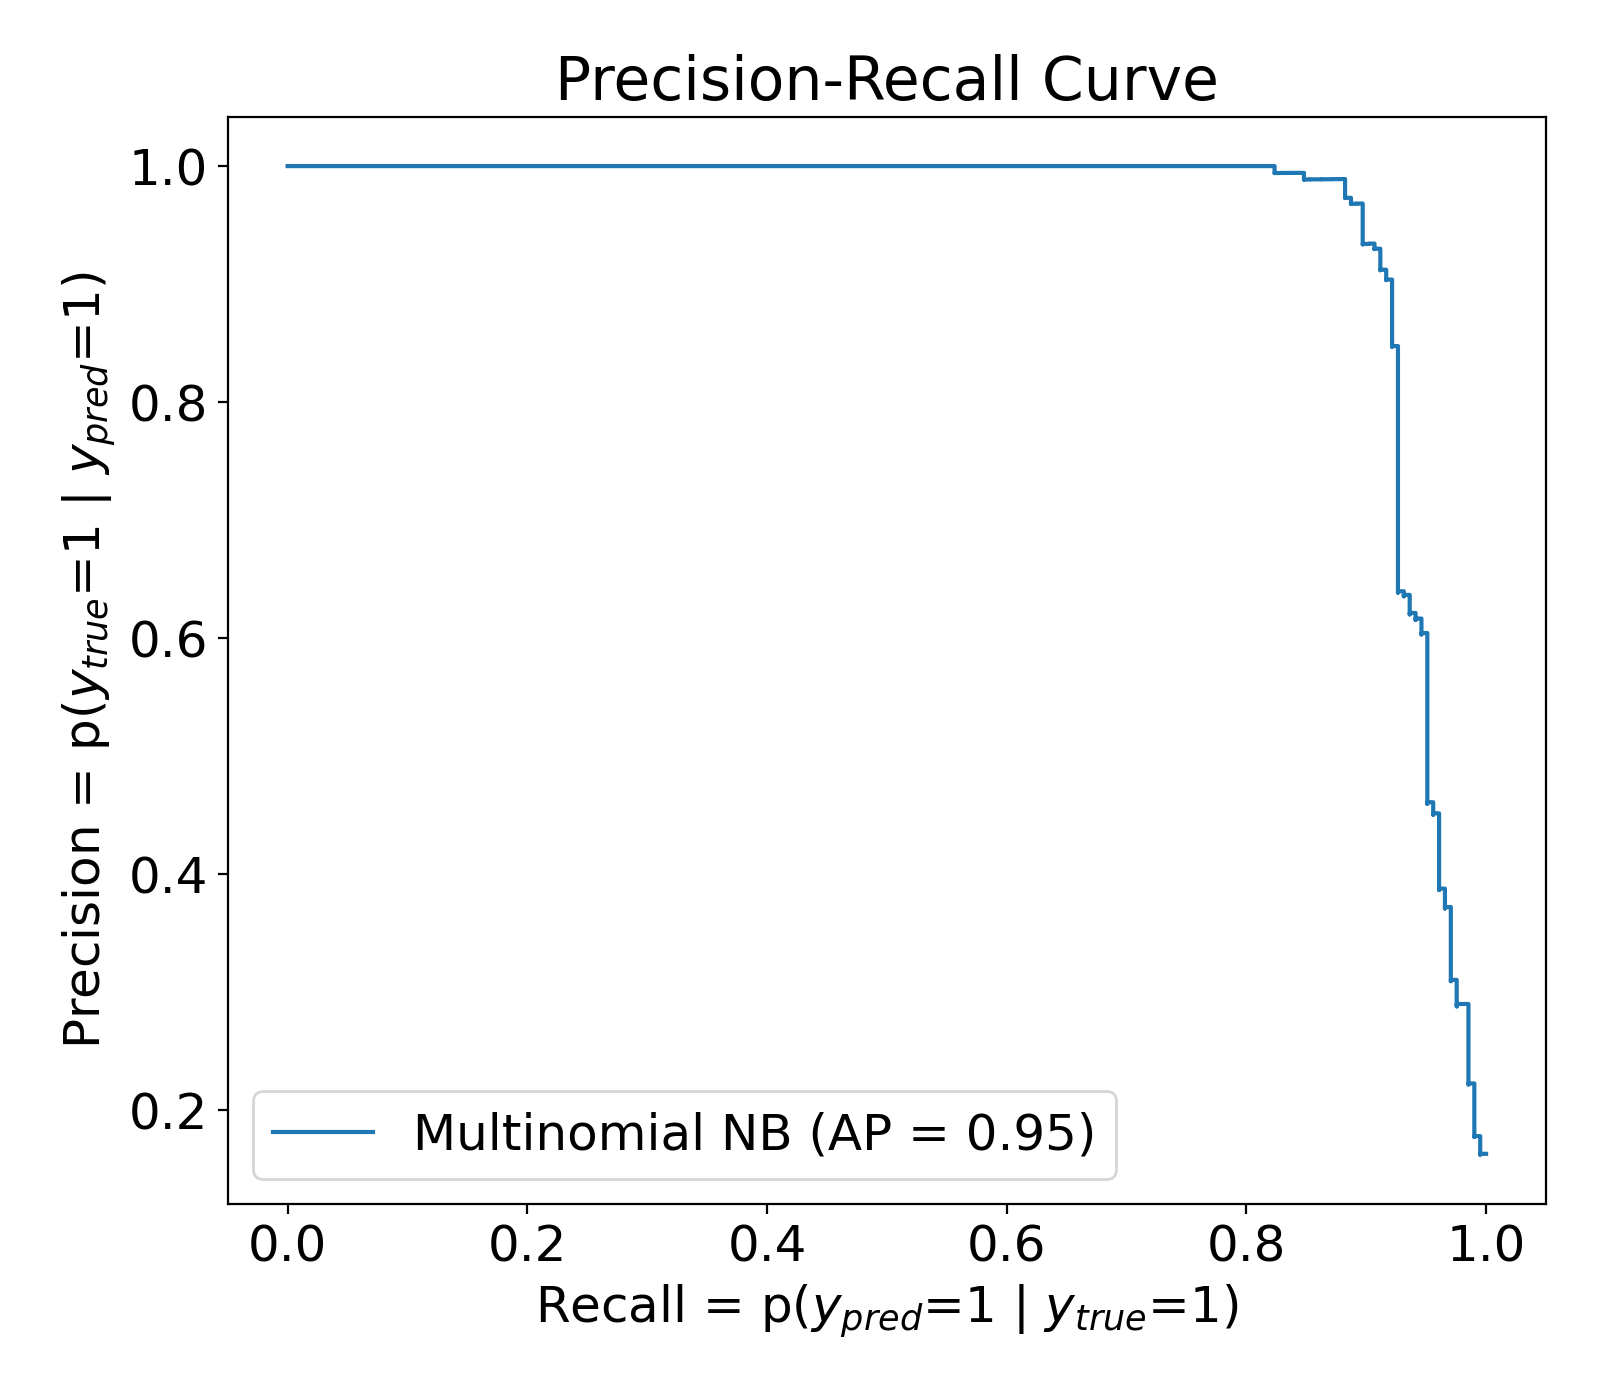 Precision-Recall Curve
Precision = p(y_true=1 | y_pred=1)
1.0
0.8
0.6
0.4
0.2
Multinomial NB (AP = 0.95)
0.0 0.2 0.4 0.6 0.8 1.0
Recall = p(y_pred=1 | y_true=1)